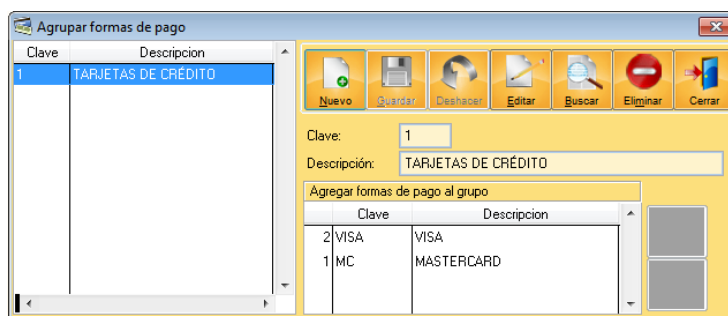 Agrupar formas de pago
Clave Descripcion
1 TARJETAS DE CRÉDITO
Nuevo Guardar Deshacer Editar Buscar Eliminar Cerrar
Clave: 1
Descripción: TARJETAS DE CRÉDITO
Agregar formas de pago al grupo
Clave Descripcion
2 VISA VISA
1 MC MASTERCARD